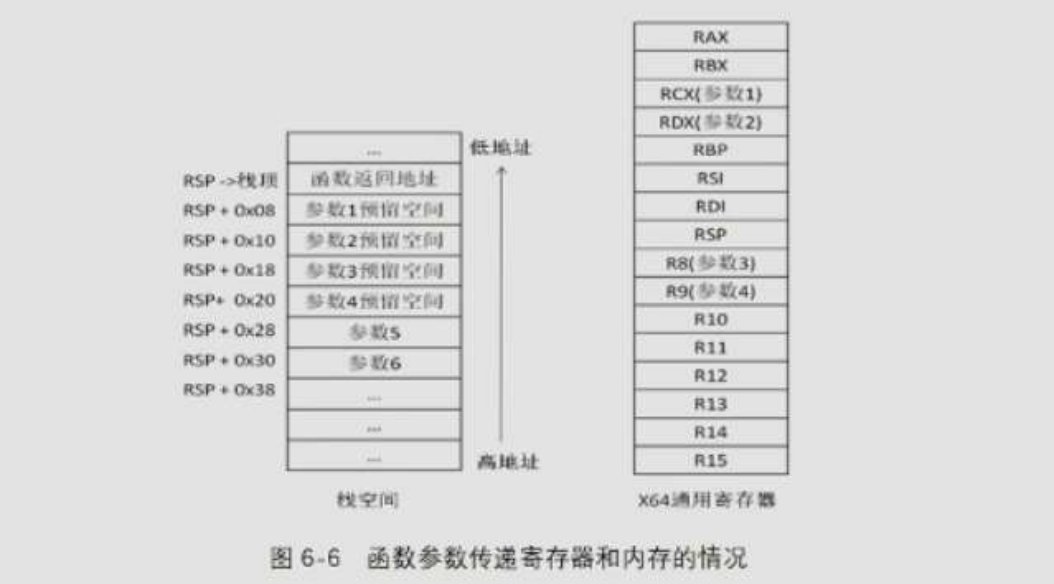 ...
低地址
RSP ->栈顶
函数返回地址
RSP + 0x08
参数1预留空间
RSP + 0x10
参数2预留空间
RSP + 0x18
参数3预留空间
RSP+ 0x20
参数4预留空间
RSP + 0x28
参数5
RSP + 0x30
参数6
RSP + 0x38
...
...
...
高地址
栈空间
RAX
RBX
RCX(参数1)
RDX(参数2)
RBP
RSI
RDI
RSP
R8(参数3)
R9(参数4)
R10
R11
R12
R13
R14
R15
X64通用寄存器
图 6-6 函数参数传递寄存器和内存的情况